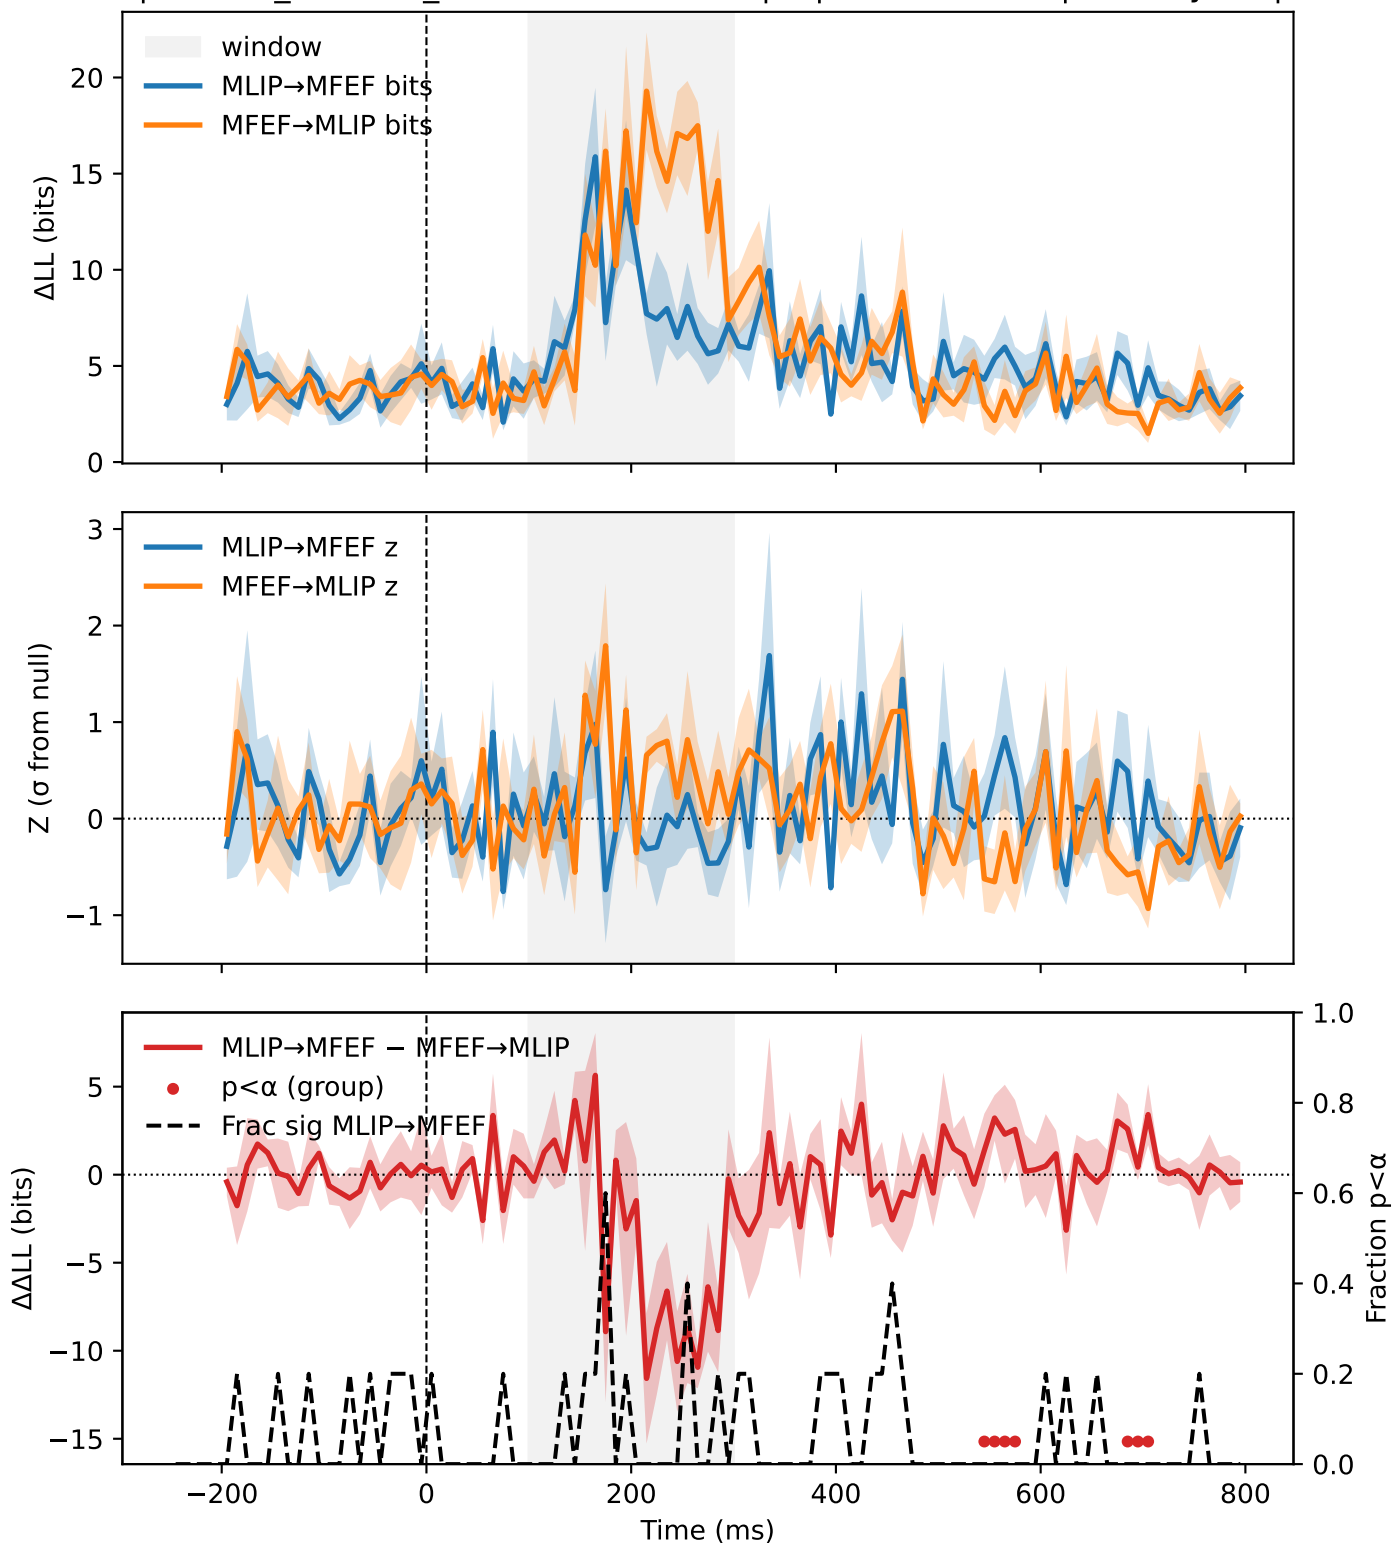 window
MLIP→MFEF bits
MFEF→MLIP bits
20
15
10
5
0
ΔLL (bits)
MLIP→MFEF z
MFEF→MLIP z
3
2
1
0
−1
Z (σ from null)
MLIP→MFEF − MFEF→MLIP
p<α (group)
Frac sig MLIP→MFEF
5
0
−5
−10
−15
ΔΔLL (bits)
1.0
0.8
0.6
0.4
0.2
0.0
Fraction p<α
−200 0 200 400 600 800
Time (ms)